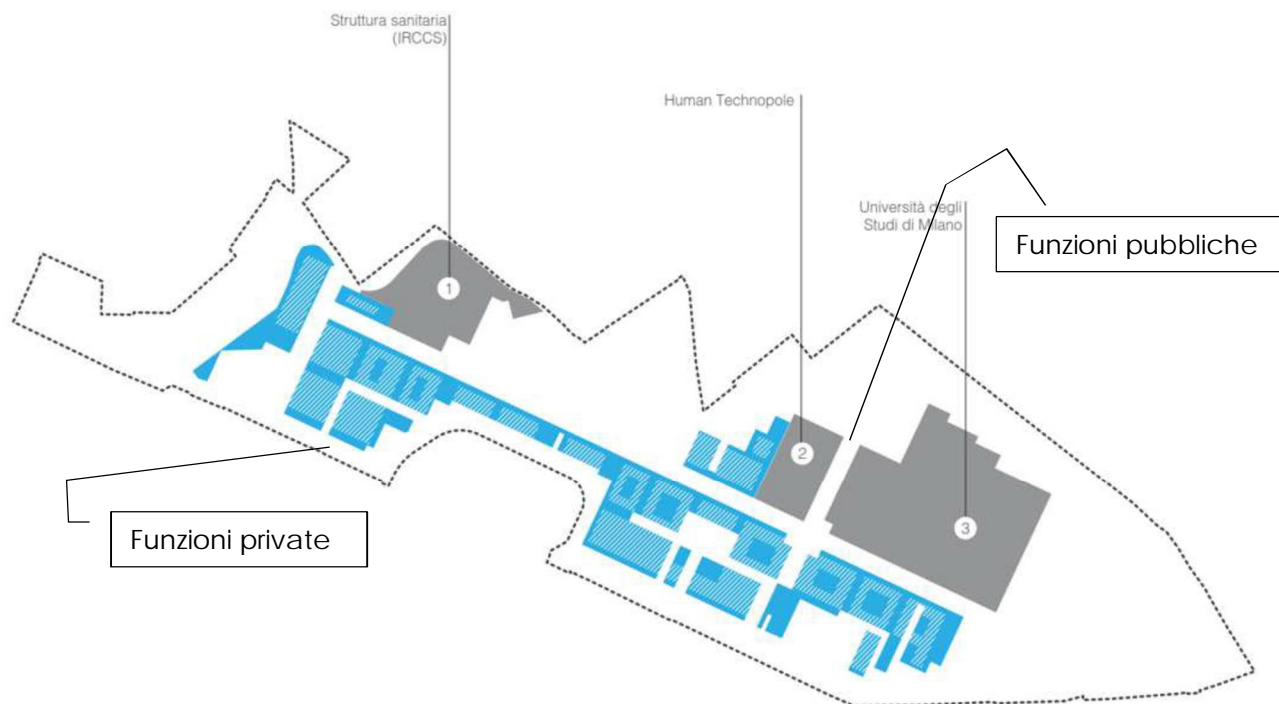 Struttura sanitaria
(IRCCS)
Human Technopole
Università degli
Studi di Milano
Funzioni pubbliche
1
2
3
Funzioni private